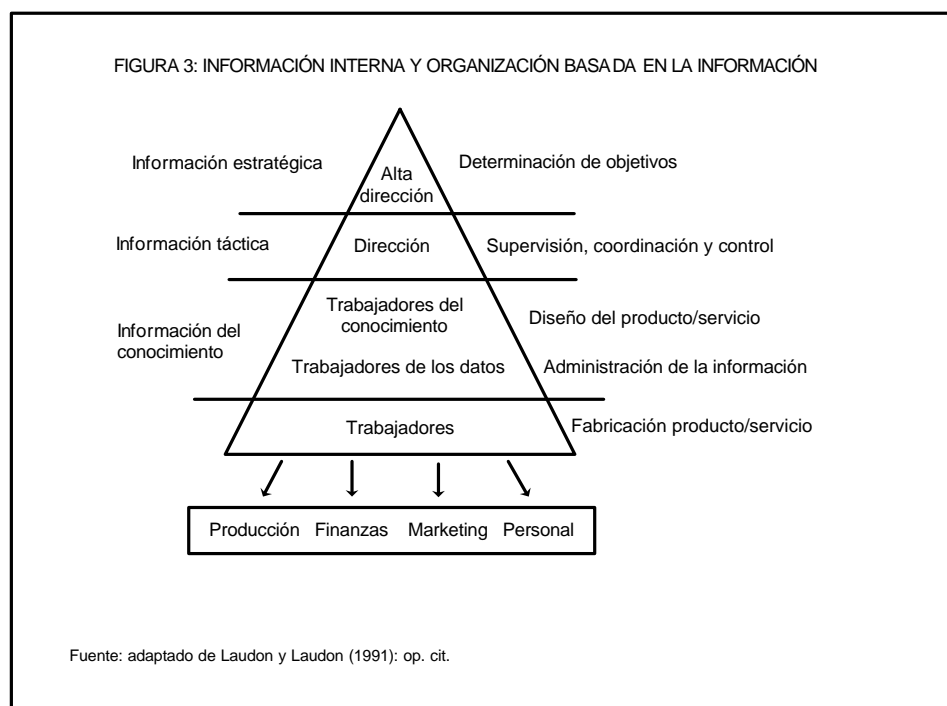 FIGURA 3: INFORMACIÓN INTERNA Y ORGANIZACIÓN BASADA EN LA INFORMACIÓN
Información estratégica
Alta
dirección
Determinación de objetivos
Información táctica
Dirección
Supervisión, coordinación y control
Información del
conocimiento
Trabajadores del
conocimiento
Diseño del producto/servicio
Trabajadores de los datos
Administración de la información
Trabajadores
Fabricación producto/servicio
Producción Finanzas Marketing Personal
Fuente: adaptado de Laudon y Laudon (1991): op. cit.